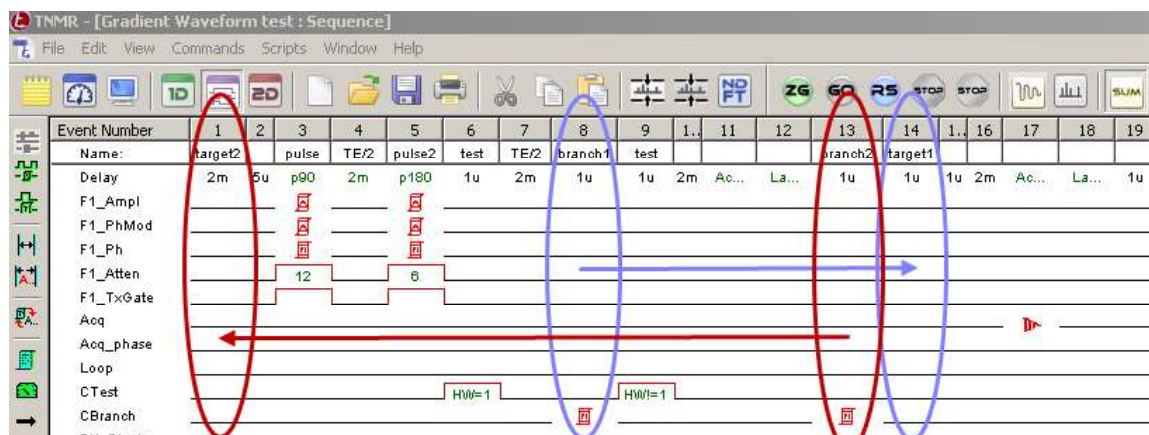 TNMR - [Gradient Waveform test : Sequence]
File Edit View Commands Scripts Window Help
1D 2D ND FT ZG GO RS STOP STOP SUM
Event Number 1 2 3 4 5 6 7 8 9 1.. 11 12 13 14 1.. 16 17 18 19
Name: target2 pulse TE/2 pulse2 test TE/2 branch1 test branch2 target1
Delay 2m 5u p90 2m p180 1u 2m 1u 1u 2m Ac... La... 1u 1u 1u 2m Ac... La... 1u
F1_Ampl
F1_PhMod
F1_Ph
F1_Atten 12 6
F1_TxGate
Acq
Acq_phase
Loop
CTest HW=1 HW!=1
CBranch